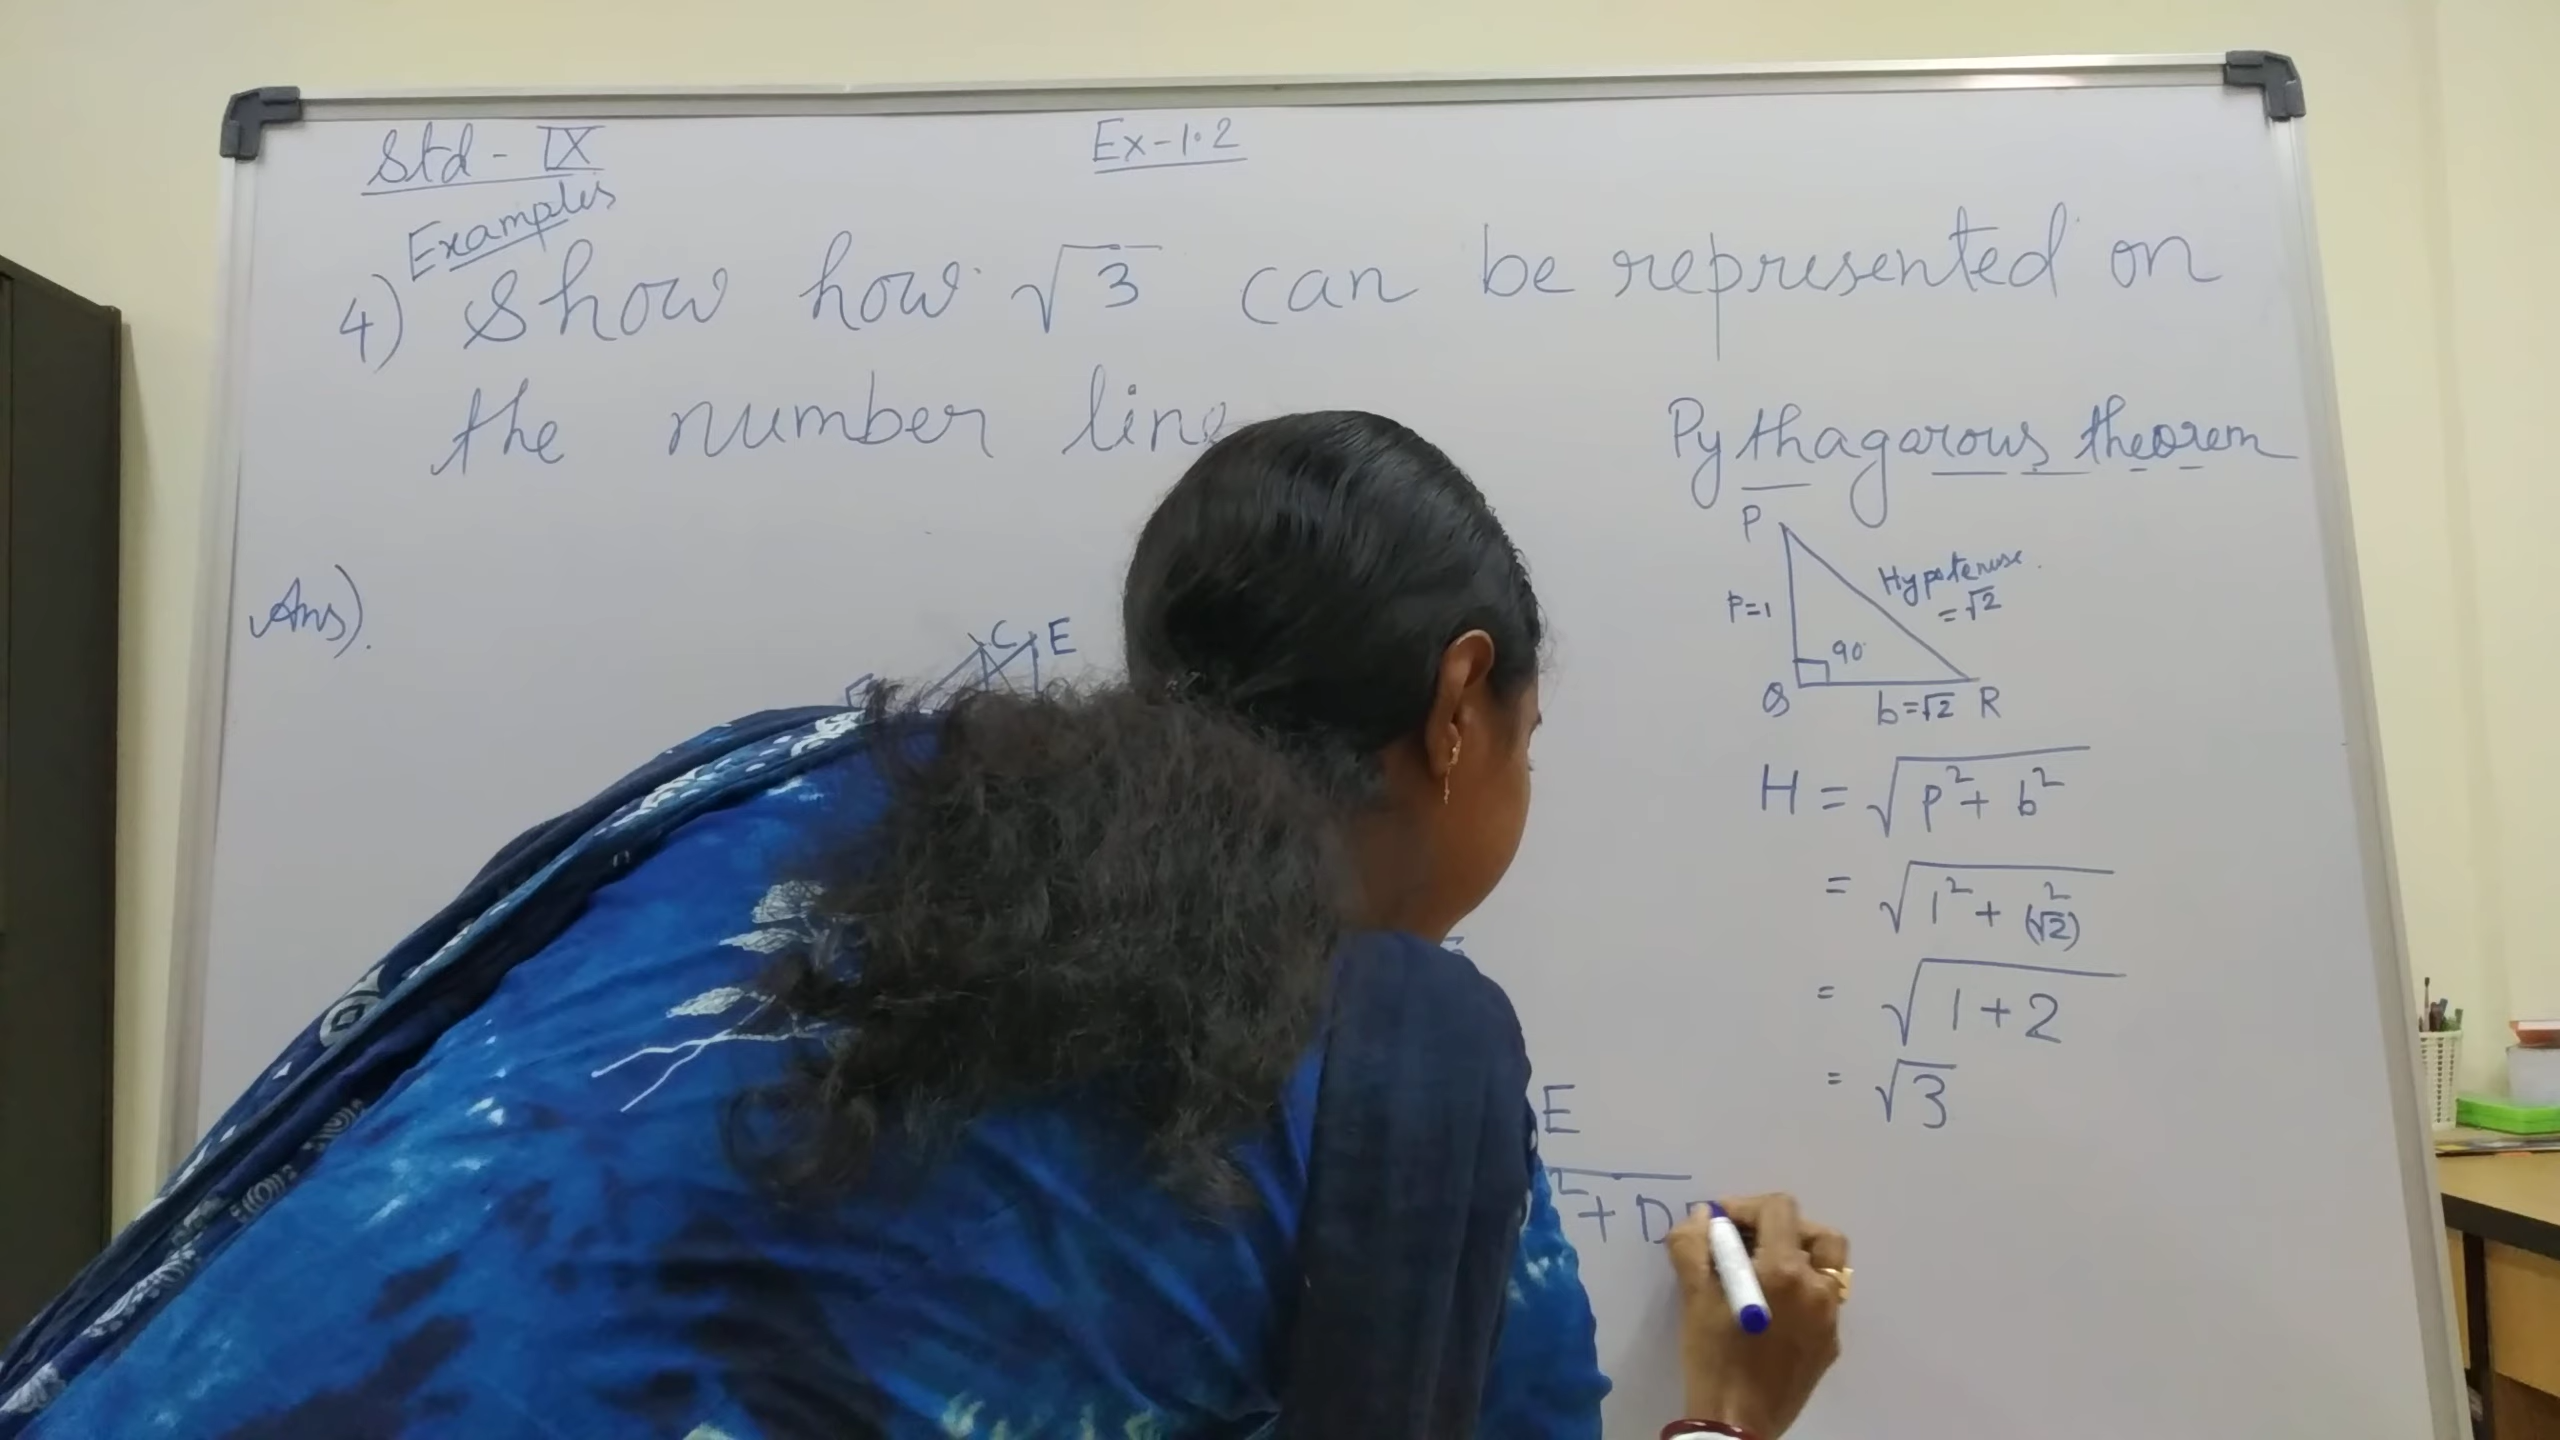 Std - IX
Ex-1.2
Examples
4) Show how √3 can be represented on
the number line
Pythagorous theorem
Ans).
C E
P
Hypotenuse
= √2
P=1
90
Q b=√2 R
H = √p² + b²
= √1² + (√2)²
= √1 + 2
= √3
E
² + D